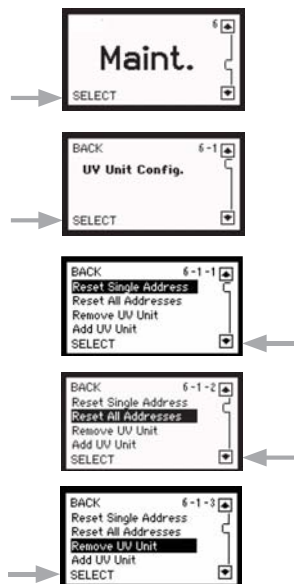 6
Maint.
SELECT
BACK 6-1
UV Unit Config.
SELECT
BACK 6-1-1
Reset Single Address
Reset All Addresses
Remove UV Unit
Add UV Unit
SELECT
BACK 6-1-2
Reset Single Address
Reset All Addresses
Remove UV Unit
Add UV Unit
SELECT
BACK 6-1-3
Reset Single Address
Reset All Addresses
Remove UV Unit
Add UV Unit
SELECT